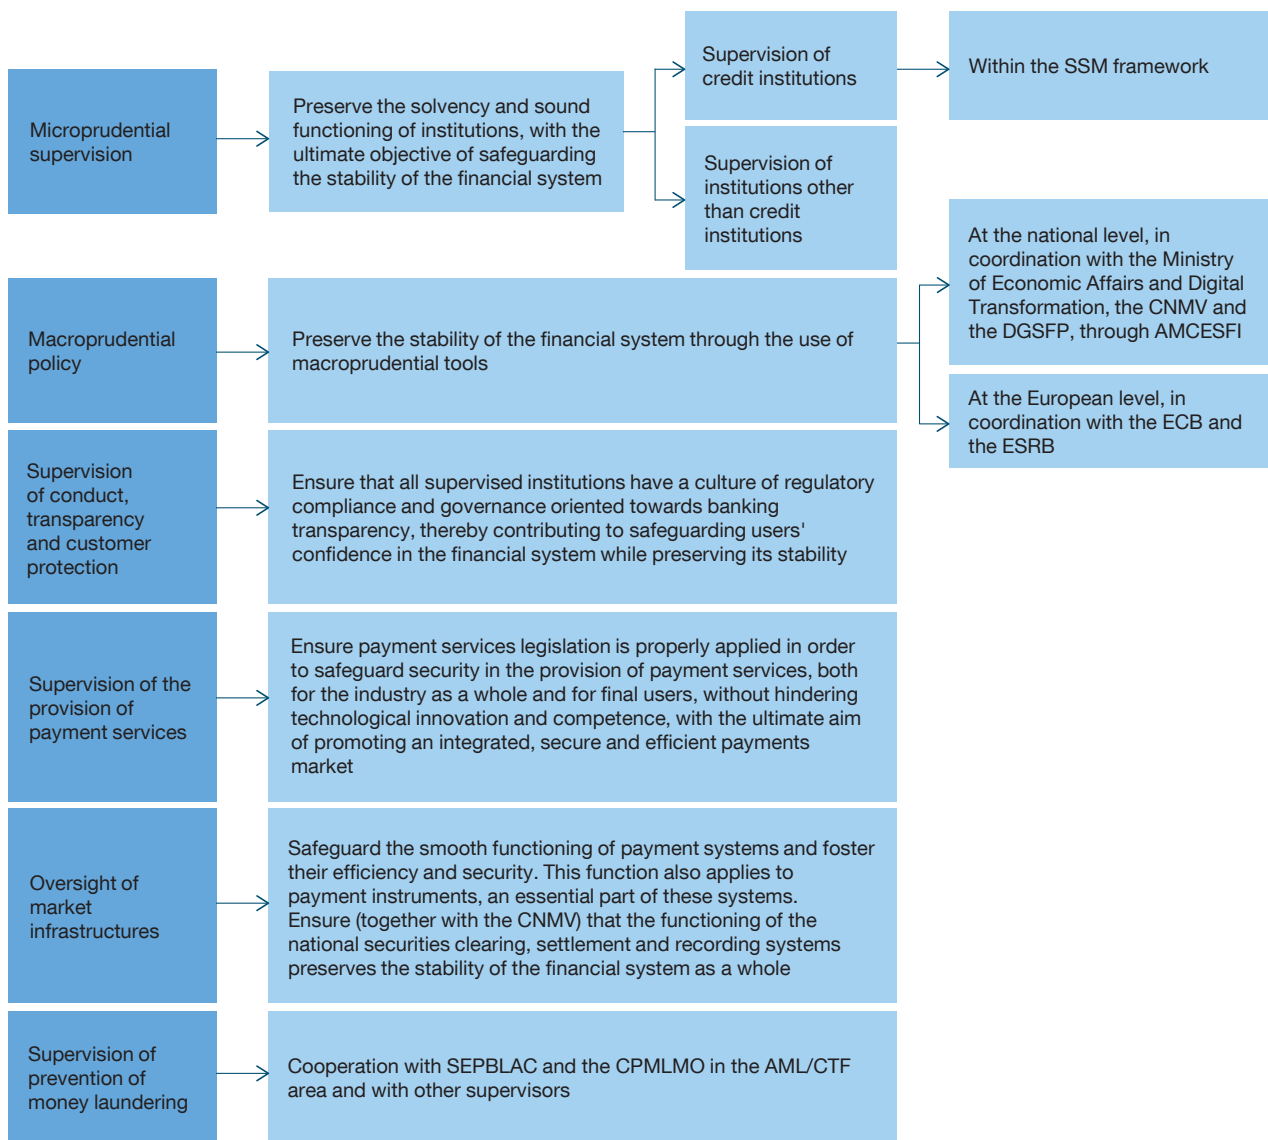 Microprudential
supervision
Preserve the solvency and sound
functioning of institutions, with the
ultimate objective of safeguarding
the stability of the financial system
Supervision of
credit institutions
Within the SSM framework
Supervision of
institutions other
than credit
institutions
Macroprudential
policy
Preserve the stability of the financial system through the use of
macroprudential tools
At the national level, in
coordination with the Ministry
of Economic Affairs and Digital
Transformation, the CNMV and
the DGSFP, through AMCESFI
At the European level, in
coordination with the ECB and
the ESRB
Supervision
of conduct,
transparency
and customer
protection
Ensure that all supervised institutions have a culture of regulatory
compliance and governance oriented towards banking
transparency, thereby contributing to safeguarding users'
confidence in the financial system while preserving its stability
Supervision of the
provision of
payment services
Ensure payment services legislation is properly applied in order
to safeguard security in the provision of payment services, both
for the industry as a whole and for final users, without hindering
technological innovation and competence, with the ultimate aim
of promoting an integrated, secure and efficient payments
market
Oversight of
market
infrastructures
Safeguard the smooth functioning of payment systems and foster
their efficiency and security. This function also applies to
payment instruments, an essential part of these systems.
Ensure (together with the CNMV) that the functioning of the
national securities clearing, settlement and recording systems
preserves the stability of the financial system as a whole
Supervision of
prevention of
money laundering
Cooperation with SEPBLAC and the CPMLMO in the AML/CTF
area and with other supervisors